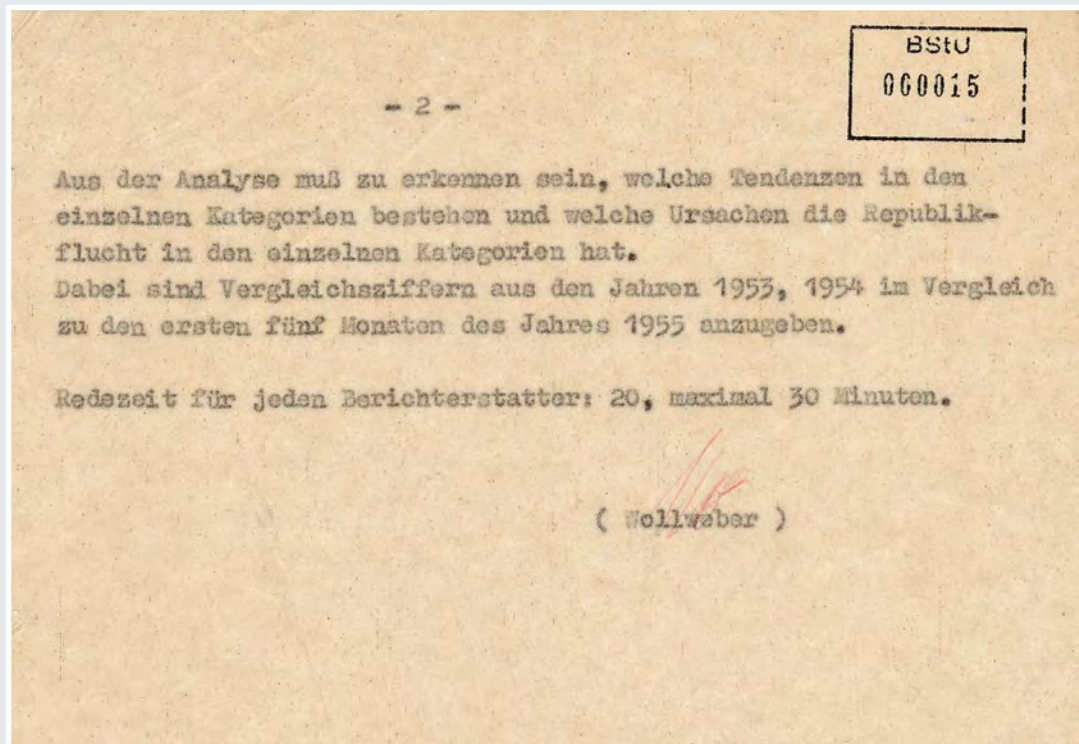 BStU
000015
- 2 -
Aus der Analyse muß zu erkennen sein, welche Tendenzen in den
einzelnen Kategorien bestehen und welche Ursachen die Republik-
flucht in den einzelnen Kategorien hat.
Dabei sind Vergleichsziffern aus den Jahren 1953, 1954 im Vergleich
zu den ersten fünf Monaten des Jahres 1955 anzugeben.
Redezeit für jeden Berichterstatter: 20, maximal 30 Minuten.
( Wollweber )